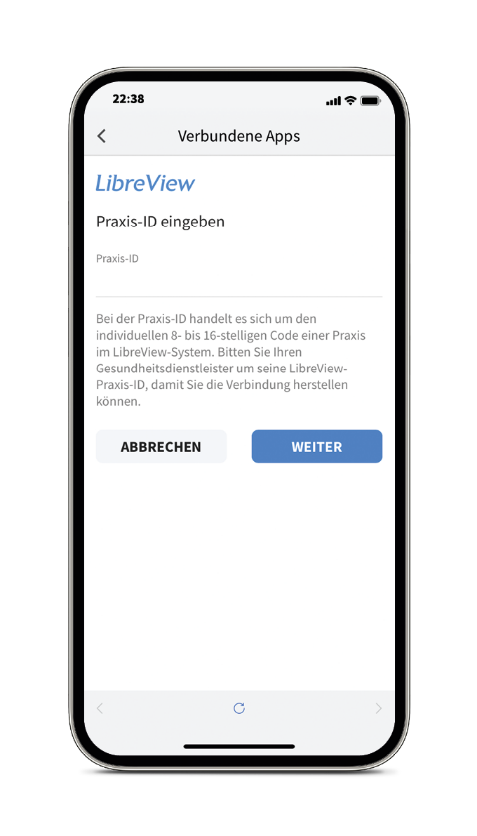 22:38
Verbundene Apps
LibreView
Praxis-ID eingeben
Praxis-ID
Bei der Praxis-ID handelt es sich um den
individuellen 8- bis 16-stelligen Code einer Praxis
im LibreView-System. Bitten Sie Ihren
Gesundheitsdienstleister um seine LibreView-
Praxis-ID, damit Sie die Verbindung herstellen
können.
ABBRECHEN WEITER